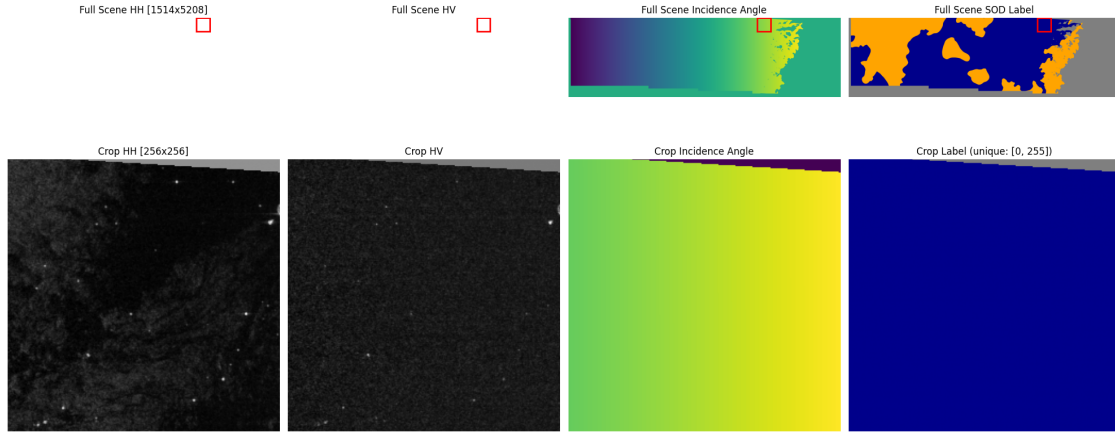 Full Scene HH [1514x5208]
Full Scene HV
Full Scene Incidence Angle
Full Scene SOD Label
Crop HH [256x256]
Crop HV
Crop Incidence Angle
Crop Label (unique: [0, 255])